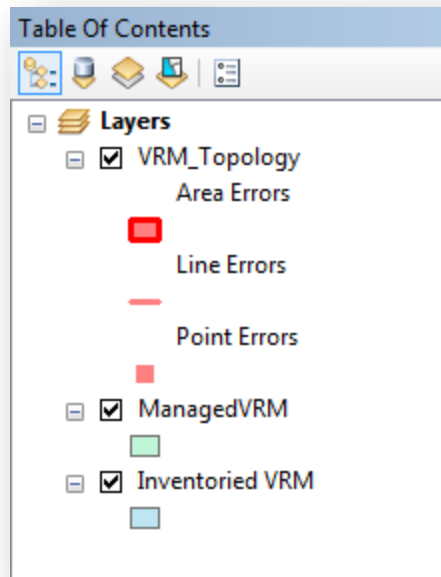 Table Of Contents
Layers
VRM_Topology
Area Errors
Line Errors
Point Errors
ManagedVRM
Inventoried VRM